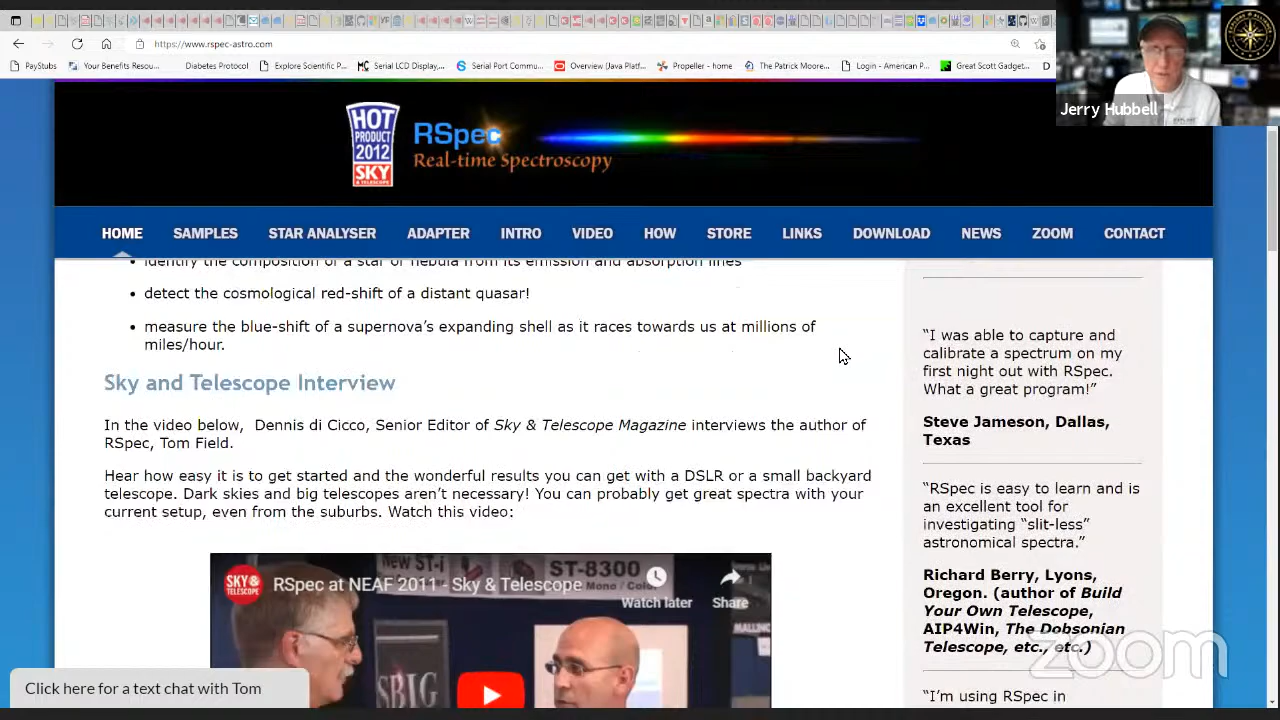 https://www.rspec-astro.com
PayStubs
Your Benefits Resou...
Diabetes Protocol
Explore Scientific P...
Serial LCD Display,...
Serial Port Commu...
Overview (Java Platf...
Propeller - home
The Patrick Moore...
Login - American P...
Great Scott Gadget...
Jerry Hubbell
HOT
PRODUCT
2012
SKY
& TELESCOPE
RSpec
Real-time Spectroscopy
HOME SAMPLES STAR ANALYSER ADAPTER INTRO VIDEO HOW STORE LINKS DOWNLOAD NEWS ZOOM CONTACT
identify the composition of a star or nebula from its emission and absorption lines
detect the cosmological red-shift of a distant quasar!
measure the blue-shift of a supernova’s expanding shell as it races towards us at millions of
miles/hour.
Sky and Telescope Interview
In the video below, Dennis di Cicco, Senior Editor of Sky & Telescope Magazine interviews the author of
RSpec, Tom Field.
Hear how easy it is to get started and the wonderful results you can get with a DSLR or a small backyard
telescope. Dark skies and big telescopes aren’t necessary! You can probably get great spectra with your
current setup, even from the suburbs. Watch this video:
SKY&
TELESCOPE
RSpec at NEAF 2011 - Sky & Telescope
New ST-i
ST-8300
Mono / Color
Watch later
Share
SBIG
Click here for a text chat with Tom
“I was able to capture and
calibrate a spectrum on my
first night out with RSpec.
What a great program!”
Steve Jameson, Dallas,
Texas
“RSpec is easy to learn and is
an excellent tool for
investigating “slit-less”
astronomical spectra.”
Richard Berry, Lyons,
Oregon. (author of Build
Your Own Telescope,
AIP4Win, The Dobsonian
Telescope, etc., etc.)
“I’m using RSpec in
zoom